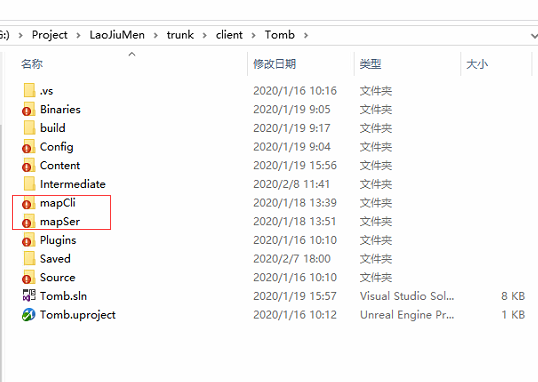 G:) › Project › LaoJiuMen › trunk › client › Tomb ›
名称 修改日期 类型 大小
.vs 2020/1/16 10:16 文件夹
Binaries 2020/1/19 9:05 文件夹
build 2020/1/19 9:17 文件夹
Config 2020/1/19 9:04 文件夹
Content 2020/1/19 15:56 文件夹
Intermediate 2020/2/8 11:41 文件夹
mapCli 2020/1/18 13:39 文件夹
mapSer 2020/1/18 13:51 文件夹
Plugins 2020/1/16 10:10 文件夹
Saved 2020/2/7 18:00 文件夹
Source 2020/1/16 10:10 文件夹
Tomb.sln 2020/1/19 15:57 Visual Studio Sol... 8 KB
Tomb.uproject 2020/1/16 10:12 Unreal Engine Pr... 1 KB